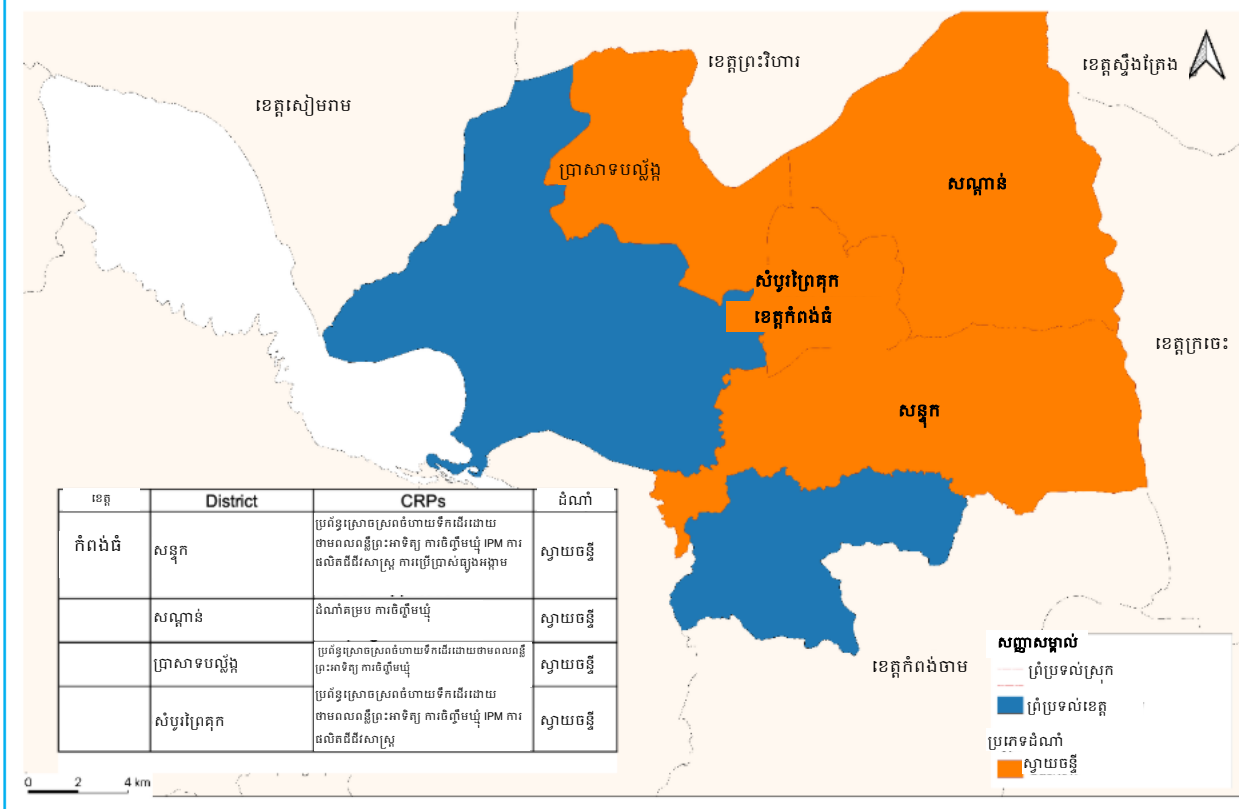 ខេត្តព្រះវិហារ
ខេត្តស្ទឹងត្រែង
ខេត្តសៀមរាម
ប្រាសាទបល្ល័ង្ក
សណ្តាន់
សំបូរព្រៃគុក
ខេត្តកំពង់ធំ
ខេត្តក្រចេះ
សន្ទុក
ខេត្ត District CRPs ដំណាំ
កំពង់ធំ សន្ទុក ប្រព័ន្ធស្រោចស្រពចំហាយទឹកដើរដោយ
ថាមពលពន្លឺព្រះអាទិត្យ ការចិញ្ចឹមឃ្មុំ IPM ការ
ផលិតជីជីវសាស្ត្រ ការប្រើប្រាស់ធ្យូងអង្កាម
ស្វាយចន្ទី
សណ្តាន់ ដំណាំគម្រប ការចិញ្ចឹមឃ្មុំ ស្វាយចន្ទី
ប្រាសាទបល្ល័ង្ក ប្រព័ន្ធស្រោចស្រពចំហាយទឹកដើរដោយថាមពលពន្លឺ
ព្រះអាទិត្យ ការចិញ្ចឹមឃ្មុំ
ស្វាយចន្ទី
សំបូរព្រៃគុក ប្រព័ន្ធស្រោចស្រពចំហាយទឹកដើរដោយ
ថាមពលពន្លឺព្រះអាទិត្យ ការចិញ្ចឹមឃ្មុំ IPM ការ
ផលិតជីជីវសាស្ត្រ
ស្វាយចន្ទី
ខេត្តកំពង់ចាម
សញ្ញាសម្គាល់
ព្រំប្រទល់ស្រុក
ព្រំប្រទល់ខេត្ត
ប្រភេទដំណាំ
ស្វាយចន្ទី
0 2 4 km